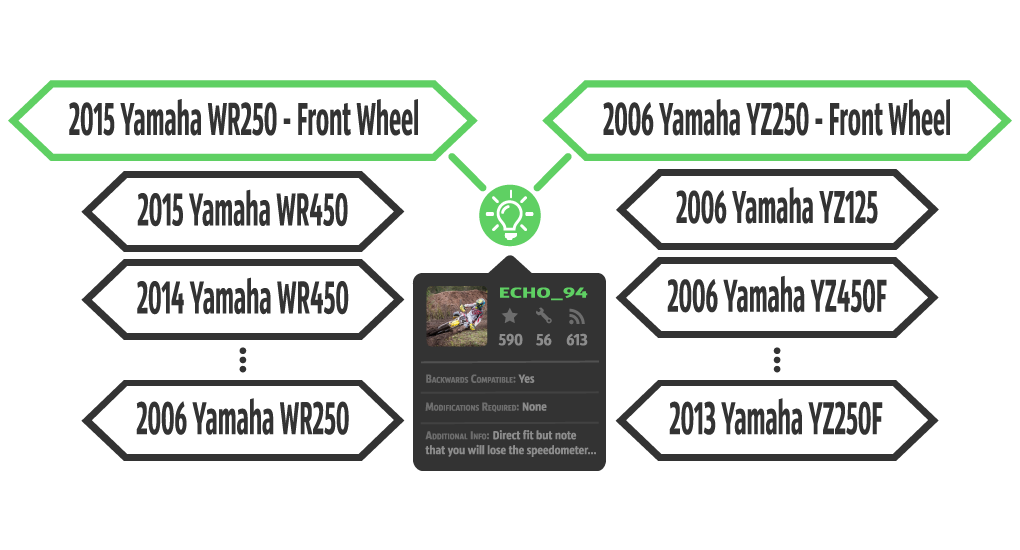 2015 Yamaha WR250 - Front Wheel
2006 Yamaha YZ250 - Front Wheel
2015 Yamaha WR450
2006 Yamaha YZ125
2014 Yamaha WR450
2006 Yamaha YZ450F
2006 Yamaha WR250
2013 Yamaha YZ250F
ECHO_94
590 56 613
Backwards Compatible: Yes
Modifications Required: None
Additional Info: Direct fit but note
that you will lose the speedometer...